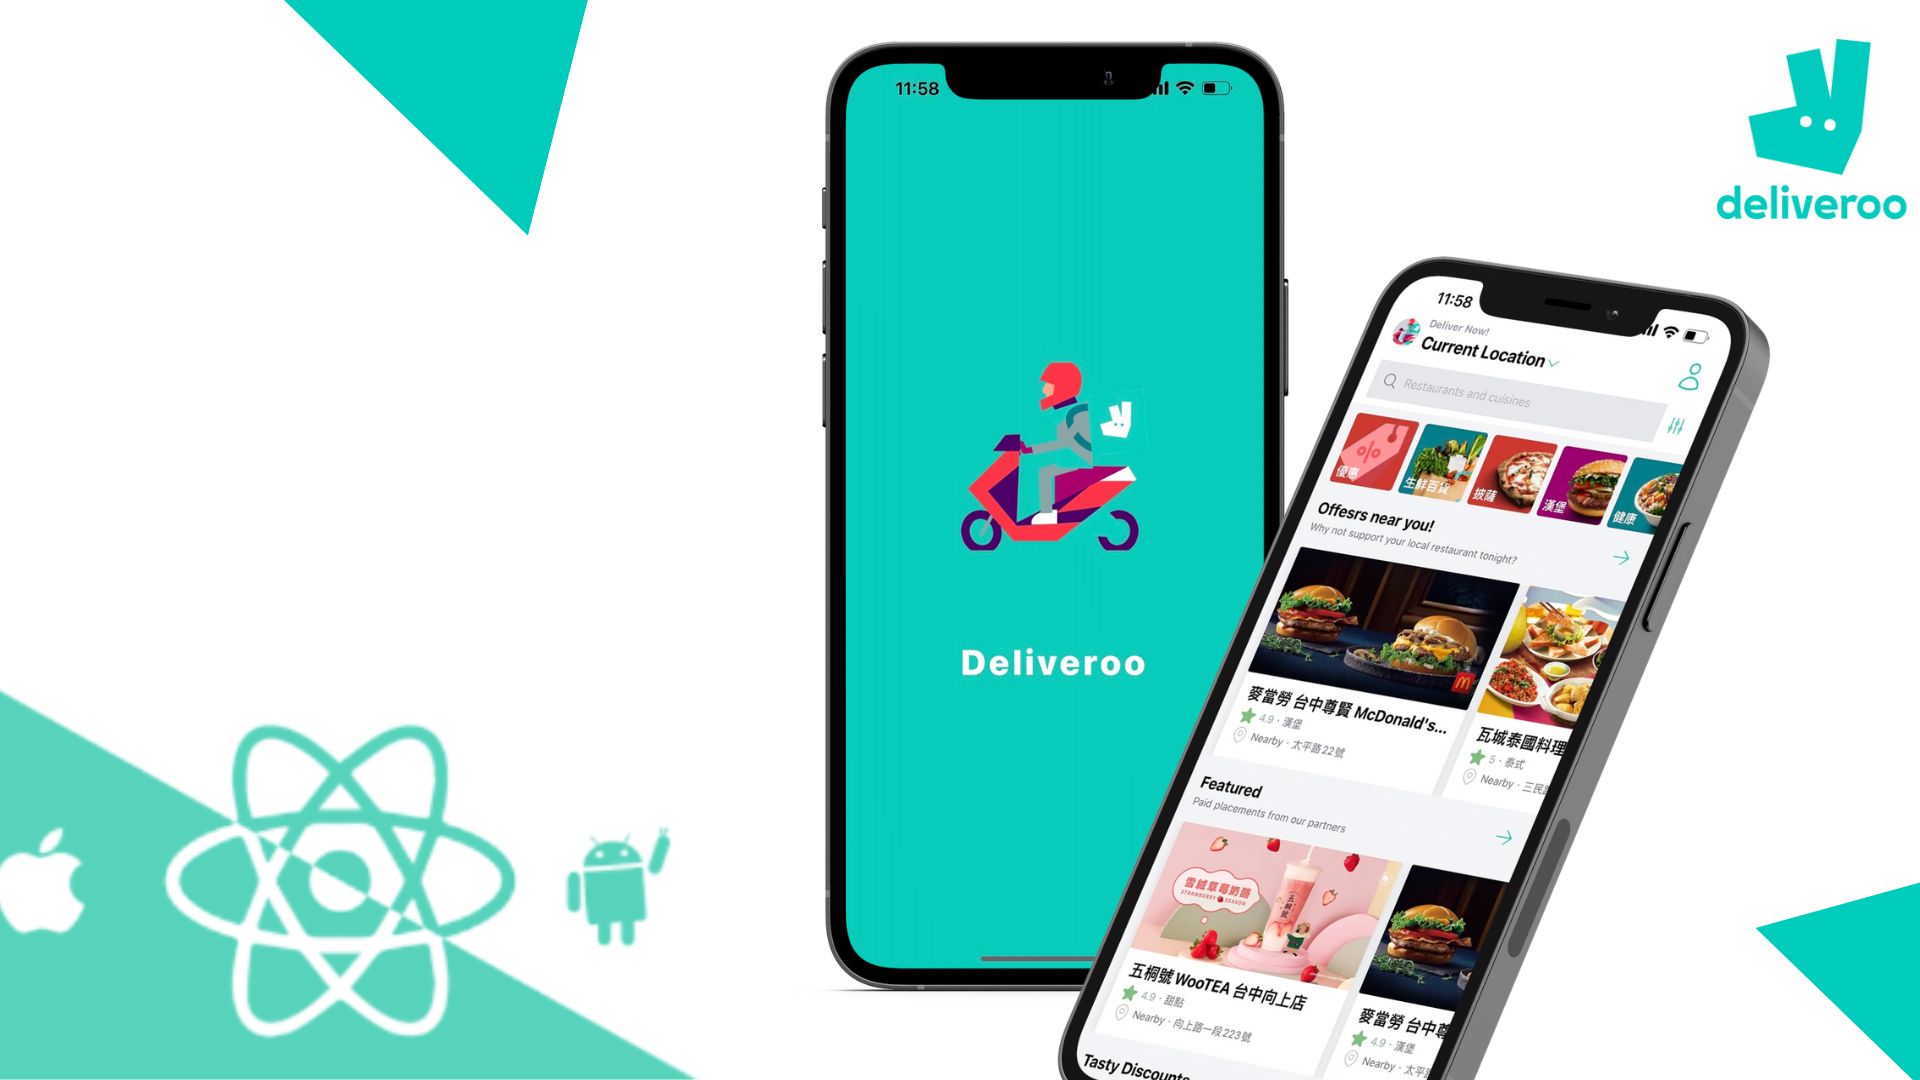 11:58
Deliveroo
deliveroo
11:58
Deliver Now!
Current Location
Restaurants and cuisines
優惠
生鮮百貨
披薩
漢堡
健康
Offesrs near you!
Why not support your local restaurant tonight?
麥當勞 台中尊賢 McDonald's...
4.9 · 漢堡
Nearby · 太平路22號
瓦城泰國料理
5 · 泰式
Nearby · 三民
Featured
Paid placements from our partners
雪絨草莓奶酪
STRAWBERRY SEASON
五桐號
五桐號 WooTEA 台中向上店
4.9 · 甜點
Nearby · 向上路一段223號
麥當勞 台中尊
4.9 · 漢堡
Nearby · 太平
Tasty Discounts